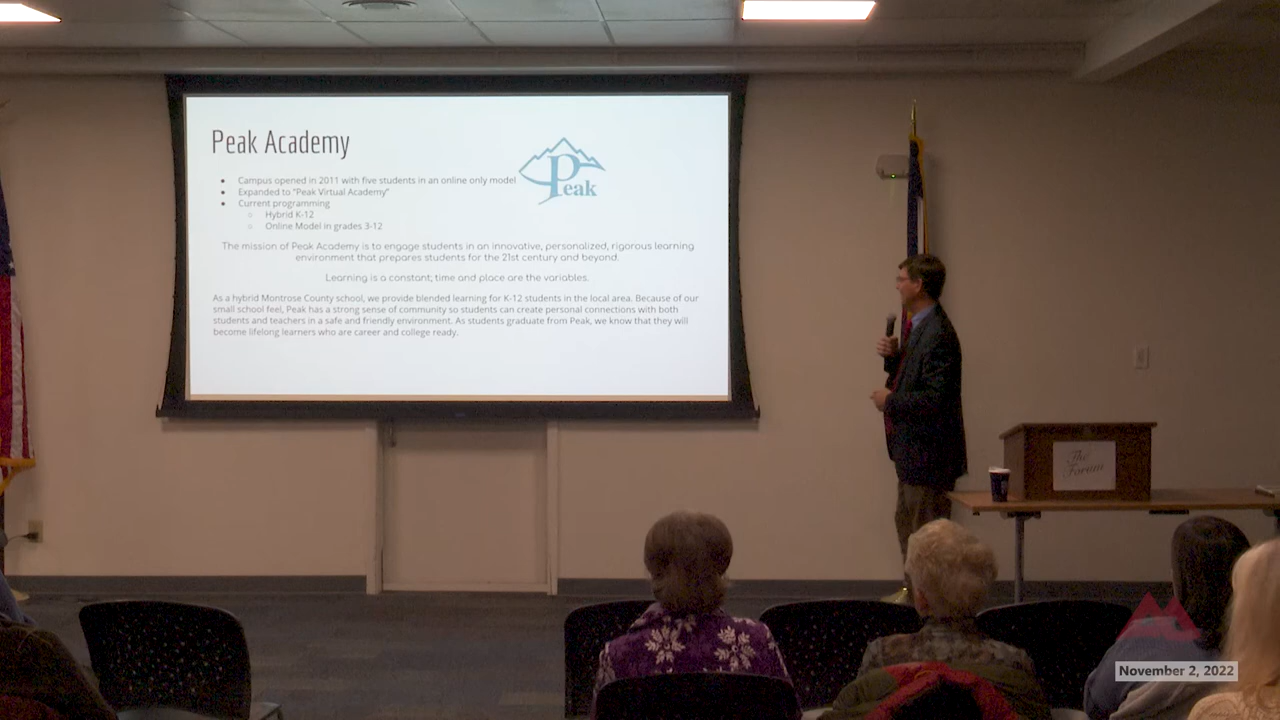 Peak Academy
Peak
• Campus opened in 2011 with five students in an online only model
• Expanded to "Peak Virtual Academy"
• Current programming
○ Hybrid K-12
○ Online Model in grades 3-12
The mission of Peak Academy is to engage students in an innovative, personalized, rigorous learning
environment that prepares students for the 21st century and beyond.
Learning is a constant; time and place are the variables.
As a hybrid Montrose County school, we provide blended learning for K-12 students in the local area. Because of our
small school feel, Peak has a strong sense of community so students can create personal connections with both
students and teachers in a safe and friendly environment. As students graduate from Peak, we know that they will
become lifelong learners who are career and college ready.
The
Forum
November 2, 2022